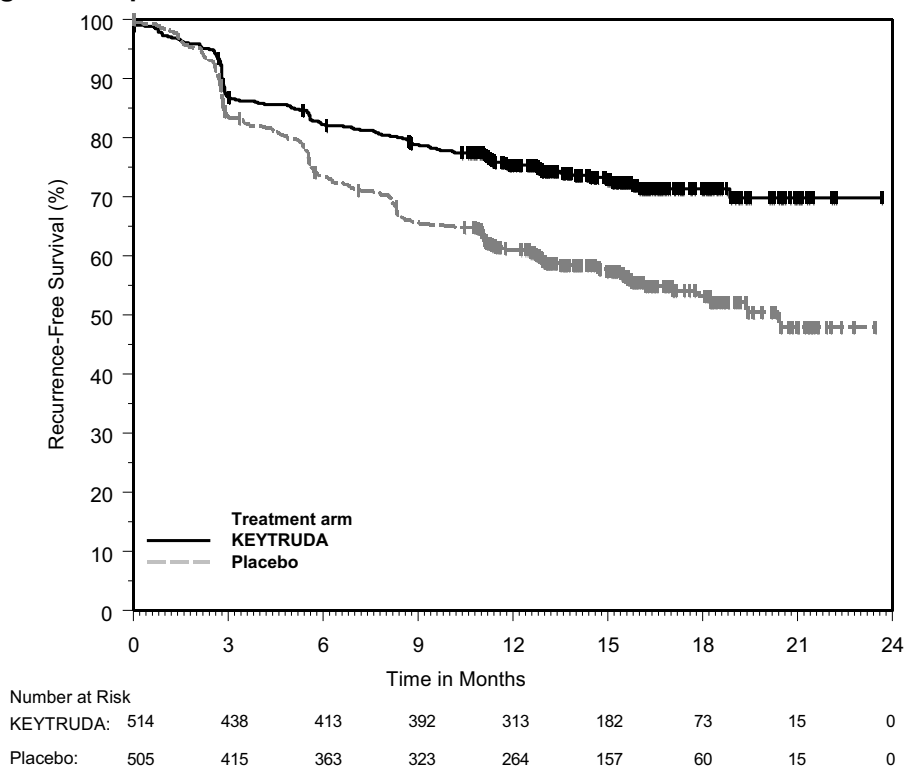 100
90
80
70
60
50
40
30
20
10
0
Recurrence-Free Survival (%)
Treatment arm
KEYTRUDA
Placebo
0 3 6 9 12 15 18 21 24
Time in Months
Number at Risk
KEYTRUDA: 514 438 413 392 313 182 73 15 0
Placebo: 505 415 363 323 264 157 60 15 0